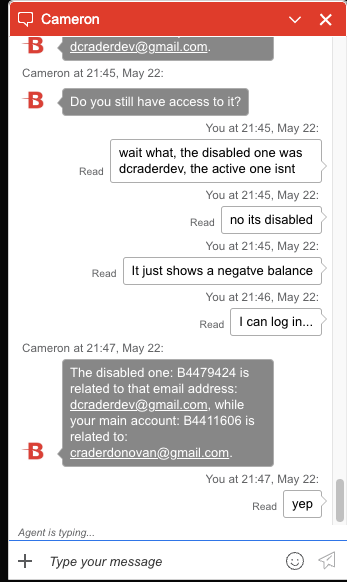 Cameron
B
dcraderdev@gmail.com.
Cameron at 21:45, May 22:
B
Do you still have access to it?
You at 21:45, May 22:
wait what, the disabled one was
dcraderdev, the active one isnt
Read
You at 21:45, May 22:
Read
no its disabled
You at 21:45, May 22:
Read
It just shows a negatve balance
You at 21:46, May 22:
Read
I can log in...
Cameron at 21:47, May 22:
The disabled one: B4479424 is
related to that email address:
dcraderdev@gmail.com, while
your main account: B4411606 is
related to:
craderdonovan@gmail.com.
B
You at 21:47, May 22:
Read
yep
Agent is typing...
Type your message